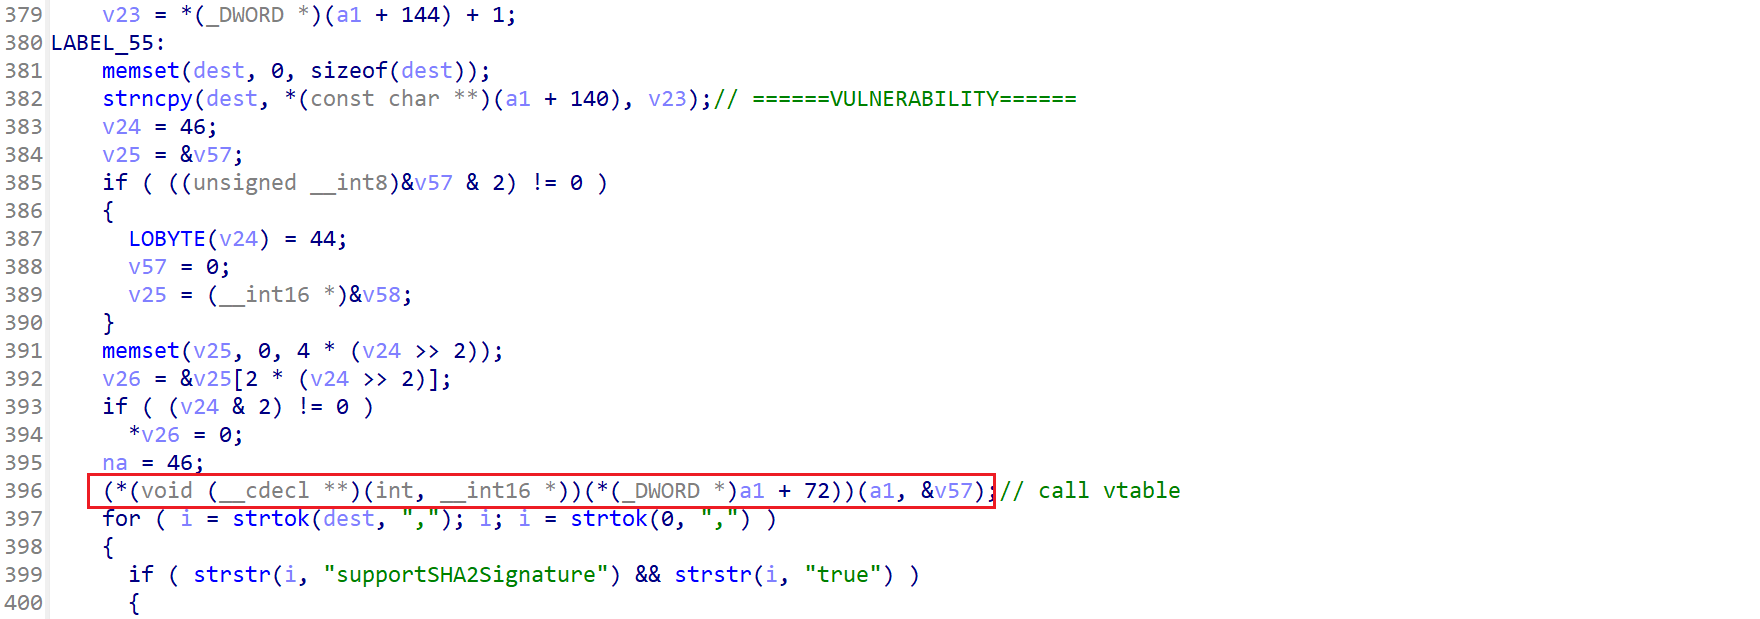 379     v23 = *(_DWORD *)(a1 + 144) + 1;
380 LABEL_55:
381     memset(dest, 0, sizeof(dest));
382     strncpy(dest, *(const char **)(a1 + 140), v23);// ======VULNERABILITY======
383     v24 = 46;
384     v25 = &v57;
385     if ( ((unsigned __int8)&v57 & 2) != 0 )
386     {
387       LOBYTE(v24) = 44;
388       v57 = 0;
389       v25 = (__int16 *)&v58;
390     }
391     memset(v25, 0, 4 * (v24 >> 2));
392     v26 = &v25[2 * (v24 >> 2)];
393     if ( (v24 & 2) != 0 )
394       *v26 = 0;
395     na = 46;
396     (*(void (__cdecl **)(int, __int16 *))(*(_DWORD *)a1 + 72))(a1, &v57);// call vtable
397     for ( i = strtok(dest, ","); i; i = strtok(0, ",") )
398     {
399       if ( strstr(i, "supportSHA2Signature") && strstr(i, "true") )
400       {